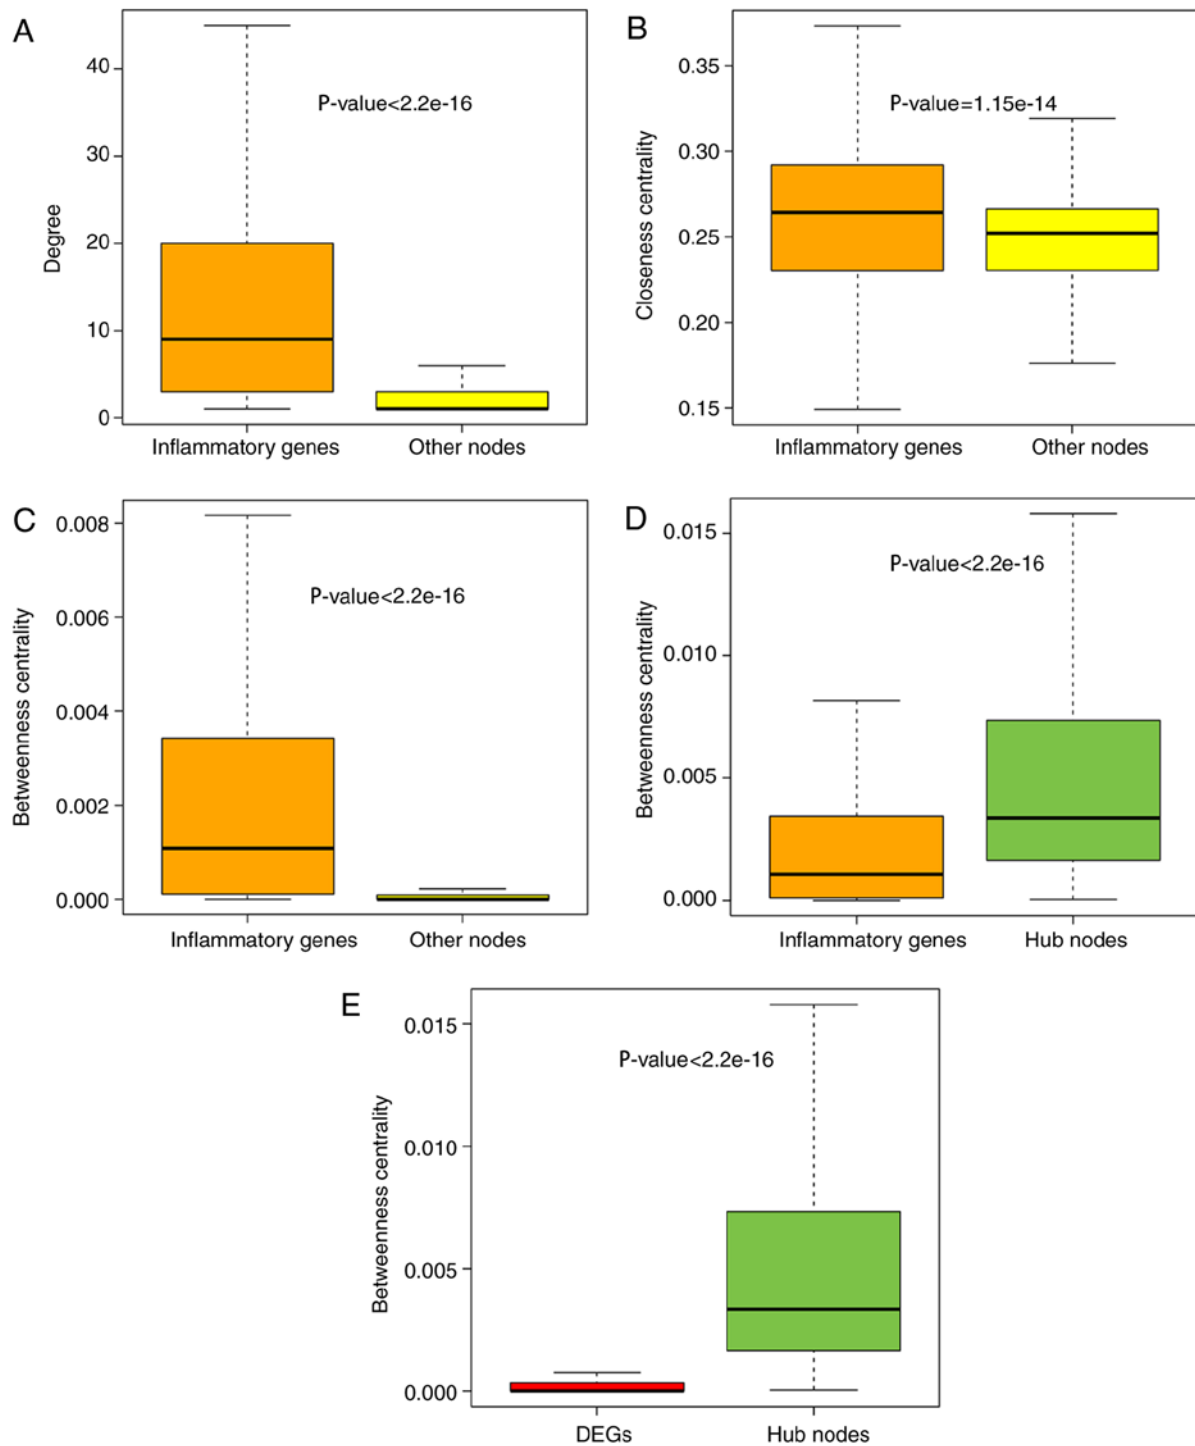 A
Degree
40
30
20
10
0
P-value<2.2e-16
Inflammatory genes
Other nodes
B
Closeness centrality
0.35
0.30
0.25
0.20
0.15
P-value=1.15e-14
Inflammatory genes
Other nodes
C
Betweenness centrality
0.008
0.006
0.004
0.002
0.000
P-value<2.2e-16
Inflammatory genes
Other nodes
D
Betweenness centrality
0.015
0.010
0.005
0.000
P-value<2.2e-16
Inflammatory genes
Hub nodes
E
Betweenness centrality
0.015
0.010
0.005
0.000
P-value<2.2e-16
DEGs
Hub nodes